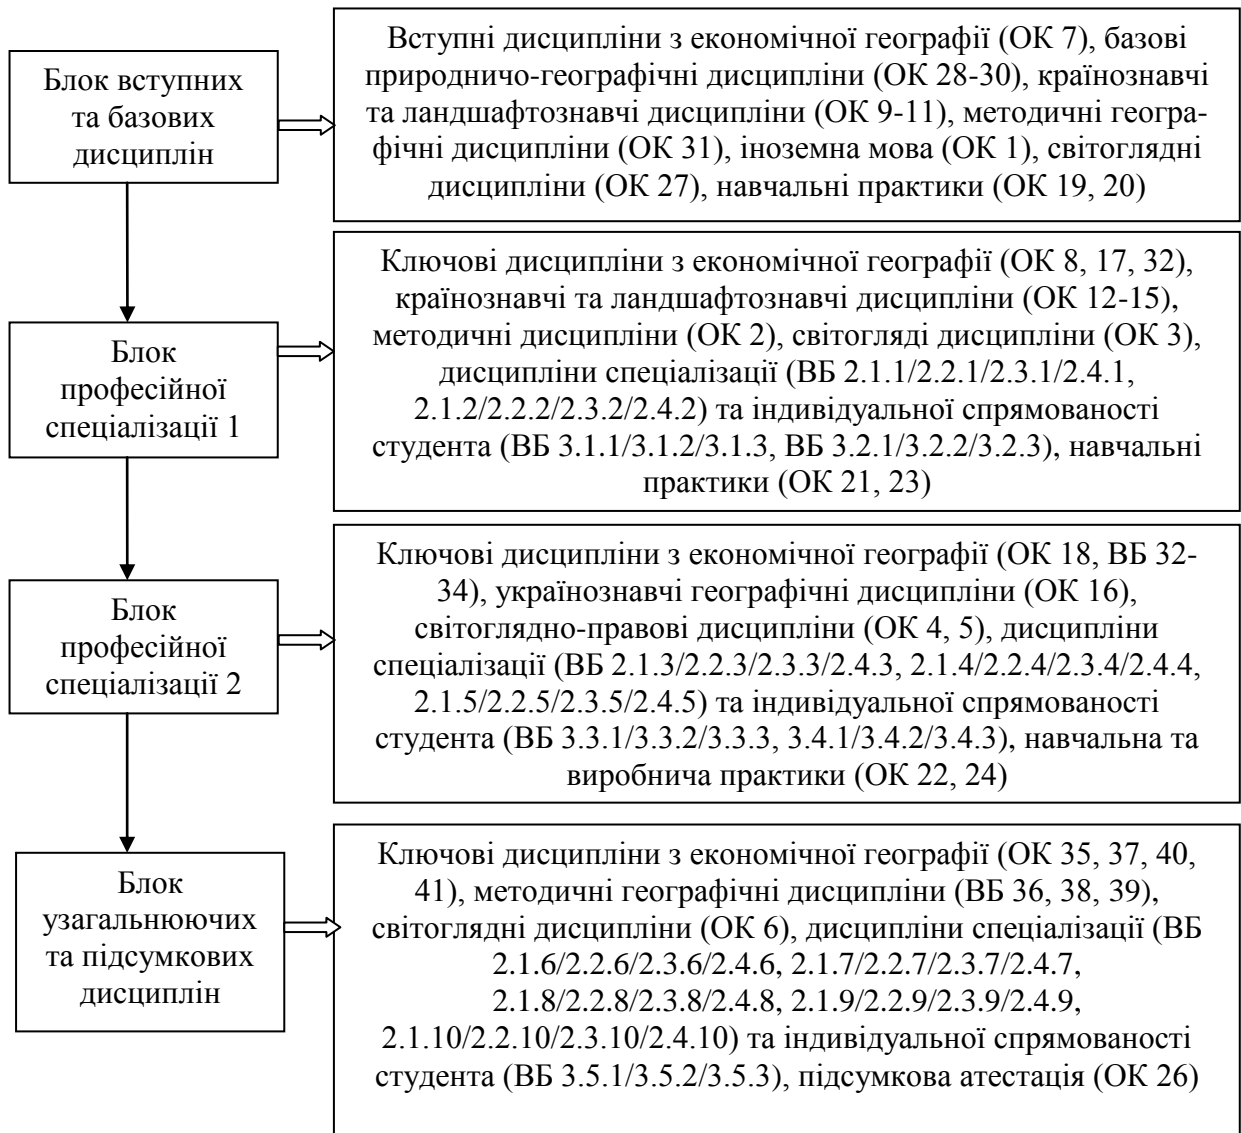 Блок вступних
та базових
дисциплін
Вступні дисципліни з економічної географії (ОК 7), базові
природничо-географічні дисципліни (ОК 28-30), країнознавчі
та ландшафтознавчі дисципліни (ОК 9-11), методичні геогра-
фічні дисципліни (ОК 31), іноземна мова (ОК 1), світоглядні
дисципліни (ОК 27), навчальні практики (ОК 19, 20)
Блок
професійної
спеціалізації 1
Ключові дисципліни з економічної географії (ОК 8, 17, 32),
країнознавчі та ландшафтознавчі дисципліни (ОК 12-15),
методичні дисципліни (ОК 2), світогляді дисципліни (ОК 3),
дисципліни спеціалізації (ВБ 2.1.1/2.2.1/2.3.1/2.4.1,
2.1.2/2.2.2/2.3.2/2.4.2) та індивідуальної спрямованості
студента (ВБ 3.1.1/3.1.2/3.1.3, ВБ 3.2.1/3.2.2/3.2.3), навчальні
практики (ОК 21, 23)
Блок
професійної
спеціалізації 2
Ключові дисципліни з економічної географії (ОК 18, ВБ 32-
34), українознавчі географічні дисципліни (ОК 16),
світоглядно-правові дисципліни (ОК 4, 5), дисципліни
спеціалізації (ВБ 2.1.3/2.2.3/2.3.3/2.4.3, 2.1.4/2.2.4/2.3.4/2.4.4,
2.1.5/2.2.5/2.3.5/2.4.5) та індивідуальної спрямованості
студента (ВБ 3.3.1/3.3.2/3.3.3, 3.4.1/3.4.2/3.4.3), навчальна та
виробнича практики (ОК 22, 24)
Блок
узагальнюючих
та підсумкових
дисциплін
Ключові дисципліни з економічної географії (ОК 35, 37, 40,
41), методичні географічні дисципліни (ВБ 36, 38, 39),
світоглядні дисципліни (ОК 6), дисципліни спеціалізації (ВБ
2.1.6/2.2.6/2.3.6/2.4.6, 2.1.7/2.2.7/2.3.7/2.4.7,
2.1.8/2.2.8/2.3.8/2.4.8, 2.1.9/2.2.9/2.3.9/2.4.9,
2.1.10/2.2.10/2.3.10/2.4.10) та індивідуальної спрямованості
студента (ВБ 3.5.1/3.5.2/3.5.3), підсумкова атестація (ОК 26)